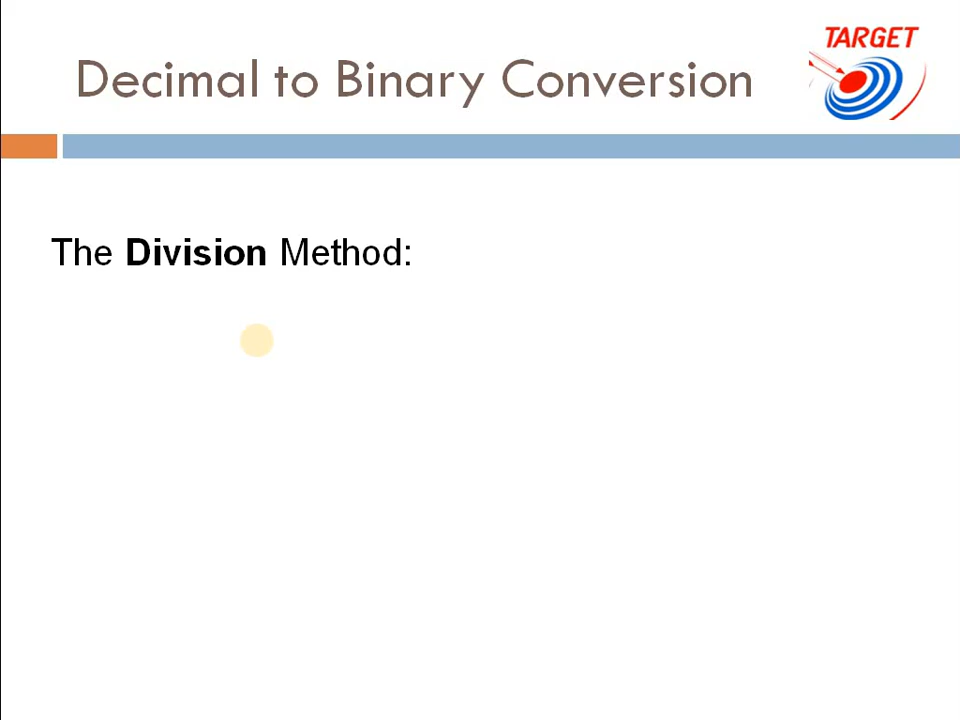 Decimal to Binary Conversion
TARGET
The Division Method: